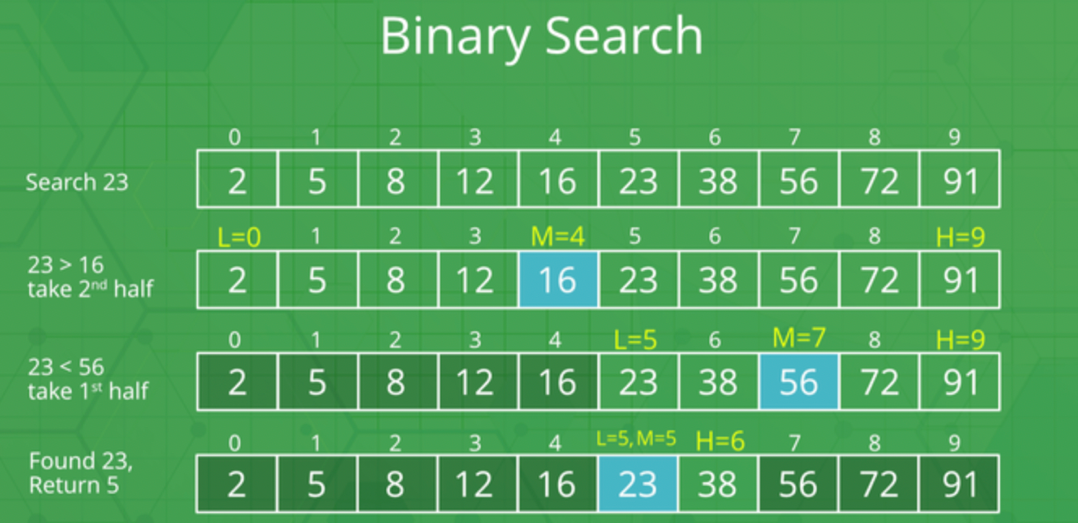 Binary Search
0 1 2 3 4 5 6 7 8 9
Search 23
2 5 8 12 16 23 38 56 72 91
L=0 1 2 3 M=4 5 6 7 8 H=9
23 > 16
take 2nd half
2 5 8 12 16 23 38 56 72 91
0 1 2 3 4 L=5 6 M=7 8 H=9
23 < 56
take 1st half
2 5 8 12 16 23 38 56 72 91
0 1 2 3 4 L=5, M=5 H=6 7 8 9
Found 23,
Return 5
2 5 8 12 16 23 38 56 72 91